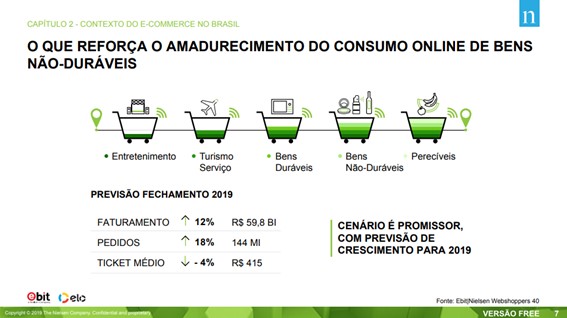 CAPÍTULO 2 - CONTEXTO DO E-COMMERCE NO BRASIL
n
O QUE REFORÇA O AMADURECIMENTO DO CONSUMO ONLINE DE BENS
NÃO-DURÁVEIS
Entretenimento
Turismo
Serviço
Bens
Duráveis
Bens
Não-Duráveis
Perecíveis
PREVISÃO FECHAMENTO 2019
FATURAMENTO ↑ 12% R$ 59,8 BI
PEDIDOS ↑ 18% 144 MI
TICKET MÉDIO ↓ - 4% R$ 415
CENÁRIO É PROMISSOR,
COM PREVISÃO DE
CRESCIMENTO PARA 2019
ebit elo
Fonte: Ebit|Nielsen Webshoppers 40
Copyright © 2019 The Nielsen Company. Confidential and proprietary.
VERSÃO FREE 7